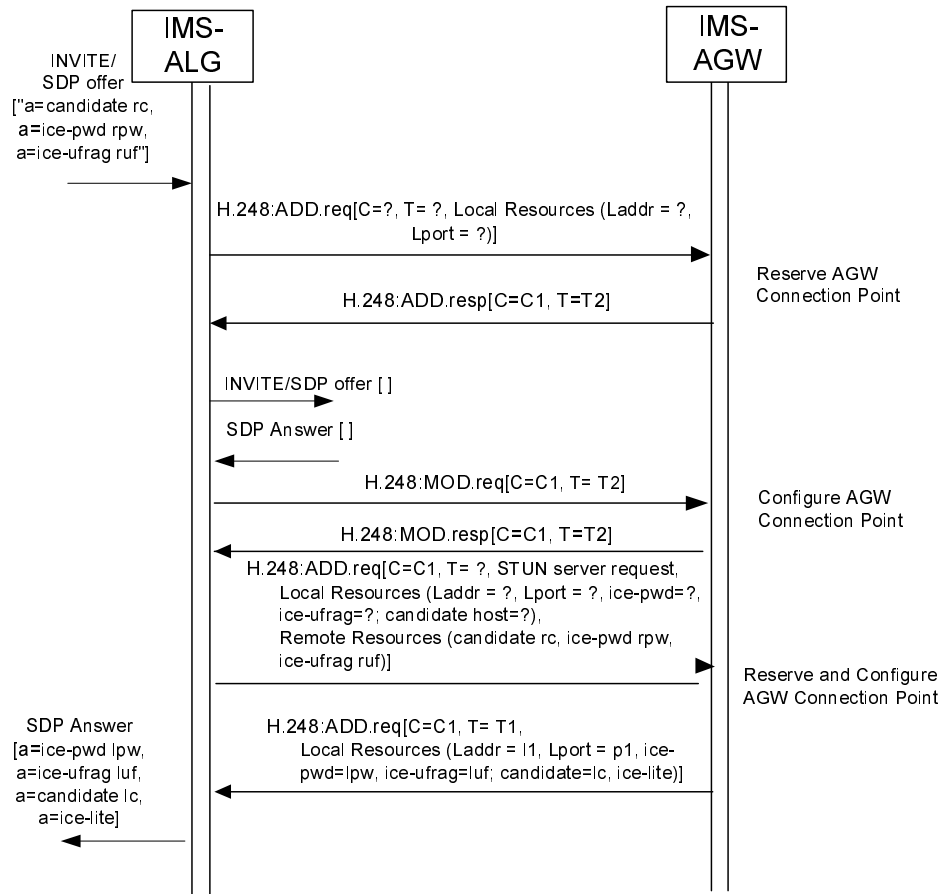 IMS-
ALG
IMS-
AGW
INVITE/
SDP offer
["a=candidate rc,
a=ice-pwd rpw,
a=ice-ufrag ruf"]
H.248:ADD.req[C=?, T= ?, Local Resources (Laddr = ?,
Lport = ?)]
Reserve AGW
Connection Point
H.248:ADD.resp[C=C1, T=T2]
INVITE/SDP offer [ ]
SDP Answer [ ]
H.248:MOD.req[C=C1, T= T2]
Configure AGW
Connection Point
H.248:MOD.resp[C=C1, T=T2]
H.248:ADD.req[C=C1, T= ?, STUN server request,
Local Resources (Laddr = ?, Lport = ?, ice-pwd=?,
ice-ufrag=?; candidate host=?),
Remote Resources (candidate rc, ice-pwd rpw,
ice-ufrag ruf)]
Reserve and Configure
AGW Connection Point
H.248:ADD.req[C=C1, T= T1,
Local Resources (Laddr = l1, Lport = p1, ice-
pwd=lpw, ice-ufrag=luf; candidate=lc, ice-lite)]
SDP Answer
[a=ice-pwd lpw,
a=ice-ufrag luf,
a=candidate lc,
a=ice-lite]